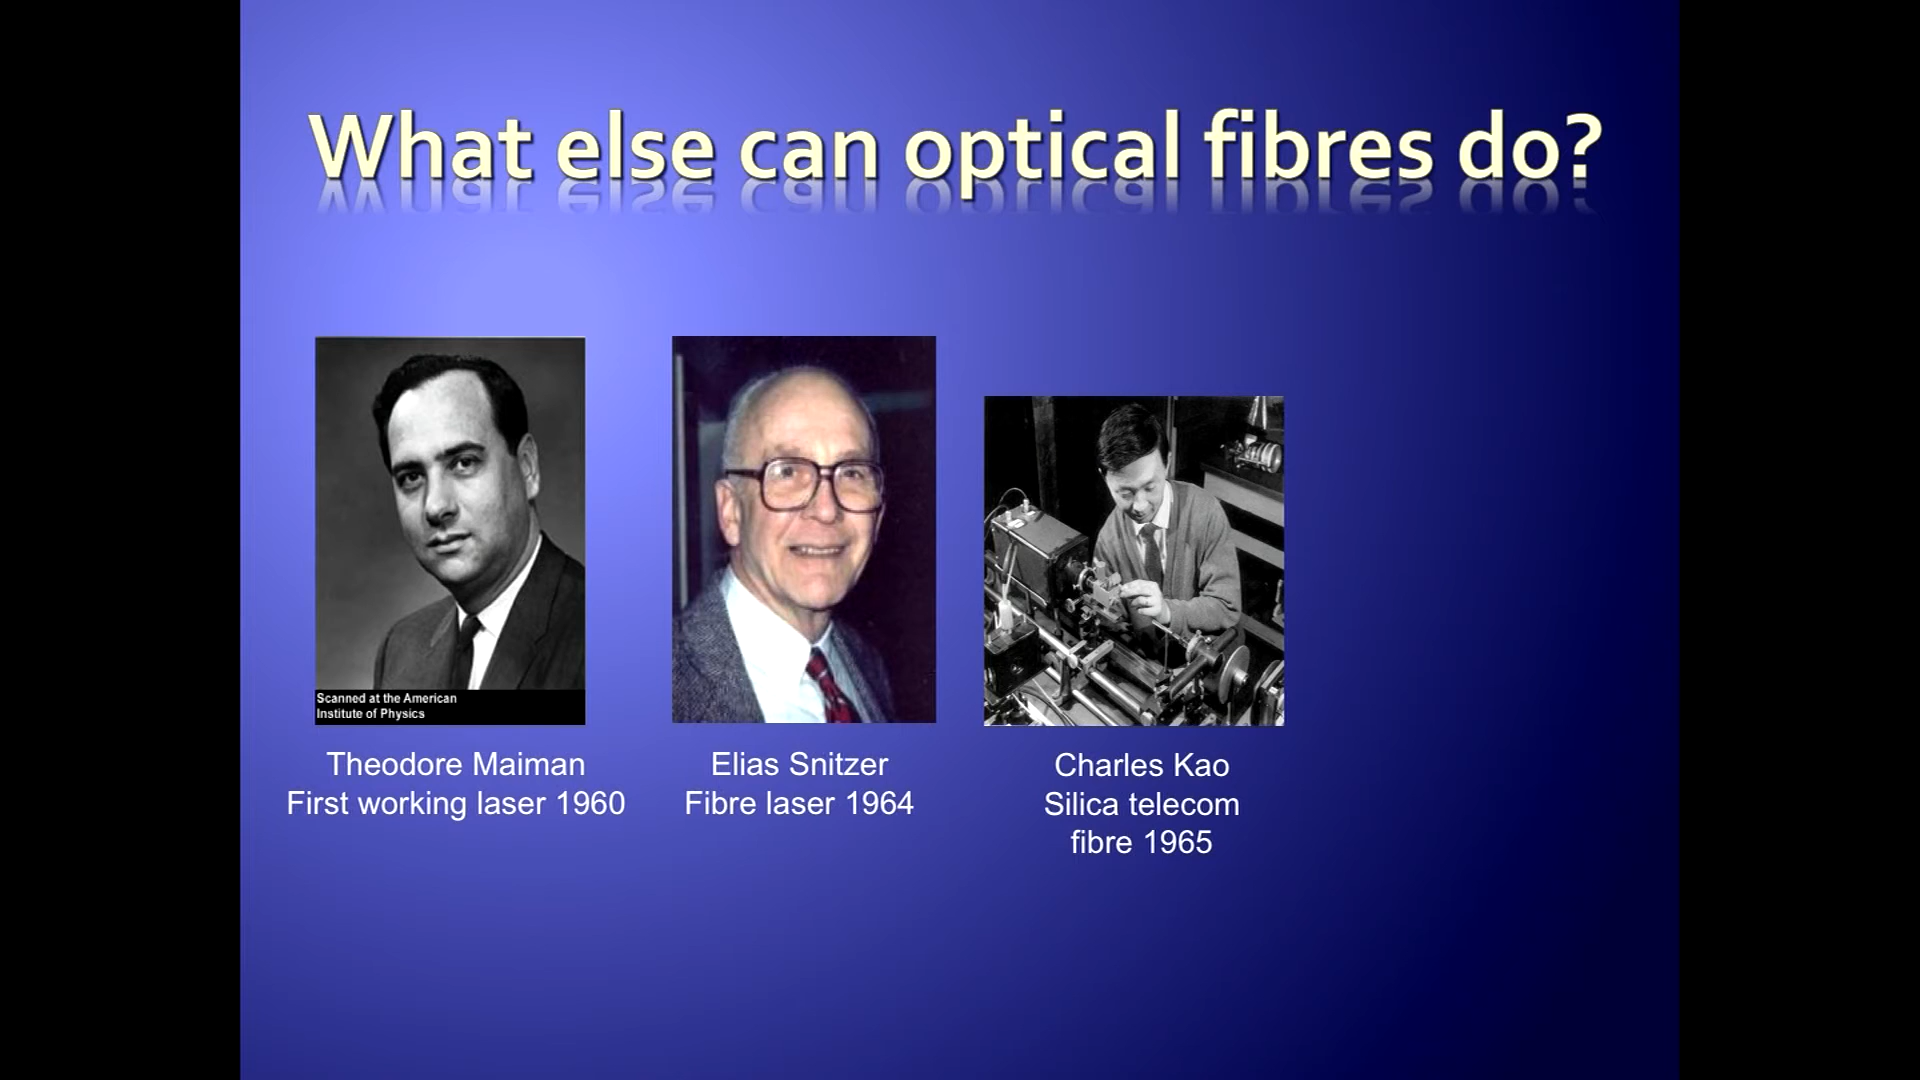 What else can optical fibres do?
Scanned at the American
Institute of Physics
Theodore Maiman
First working laser 1960
Elias Snitzer
Fibre laser 1964
Charles Kao
Silica telecom
fibre 1965